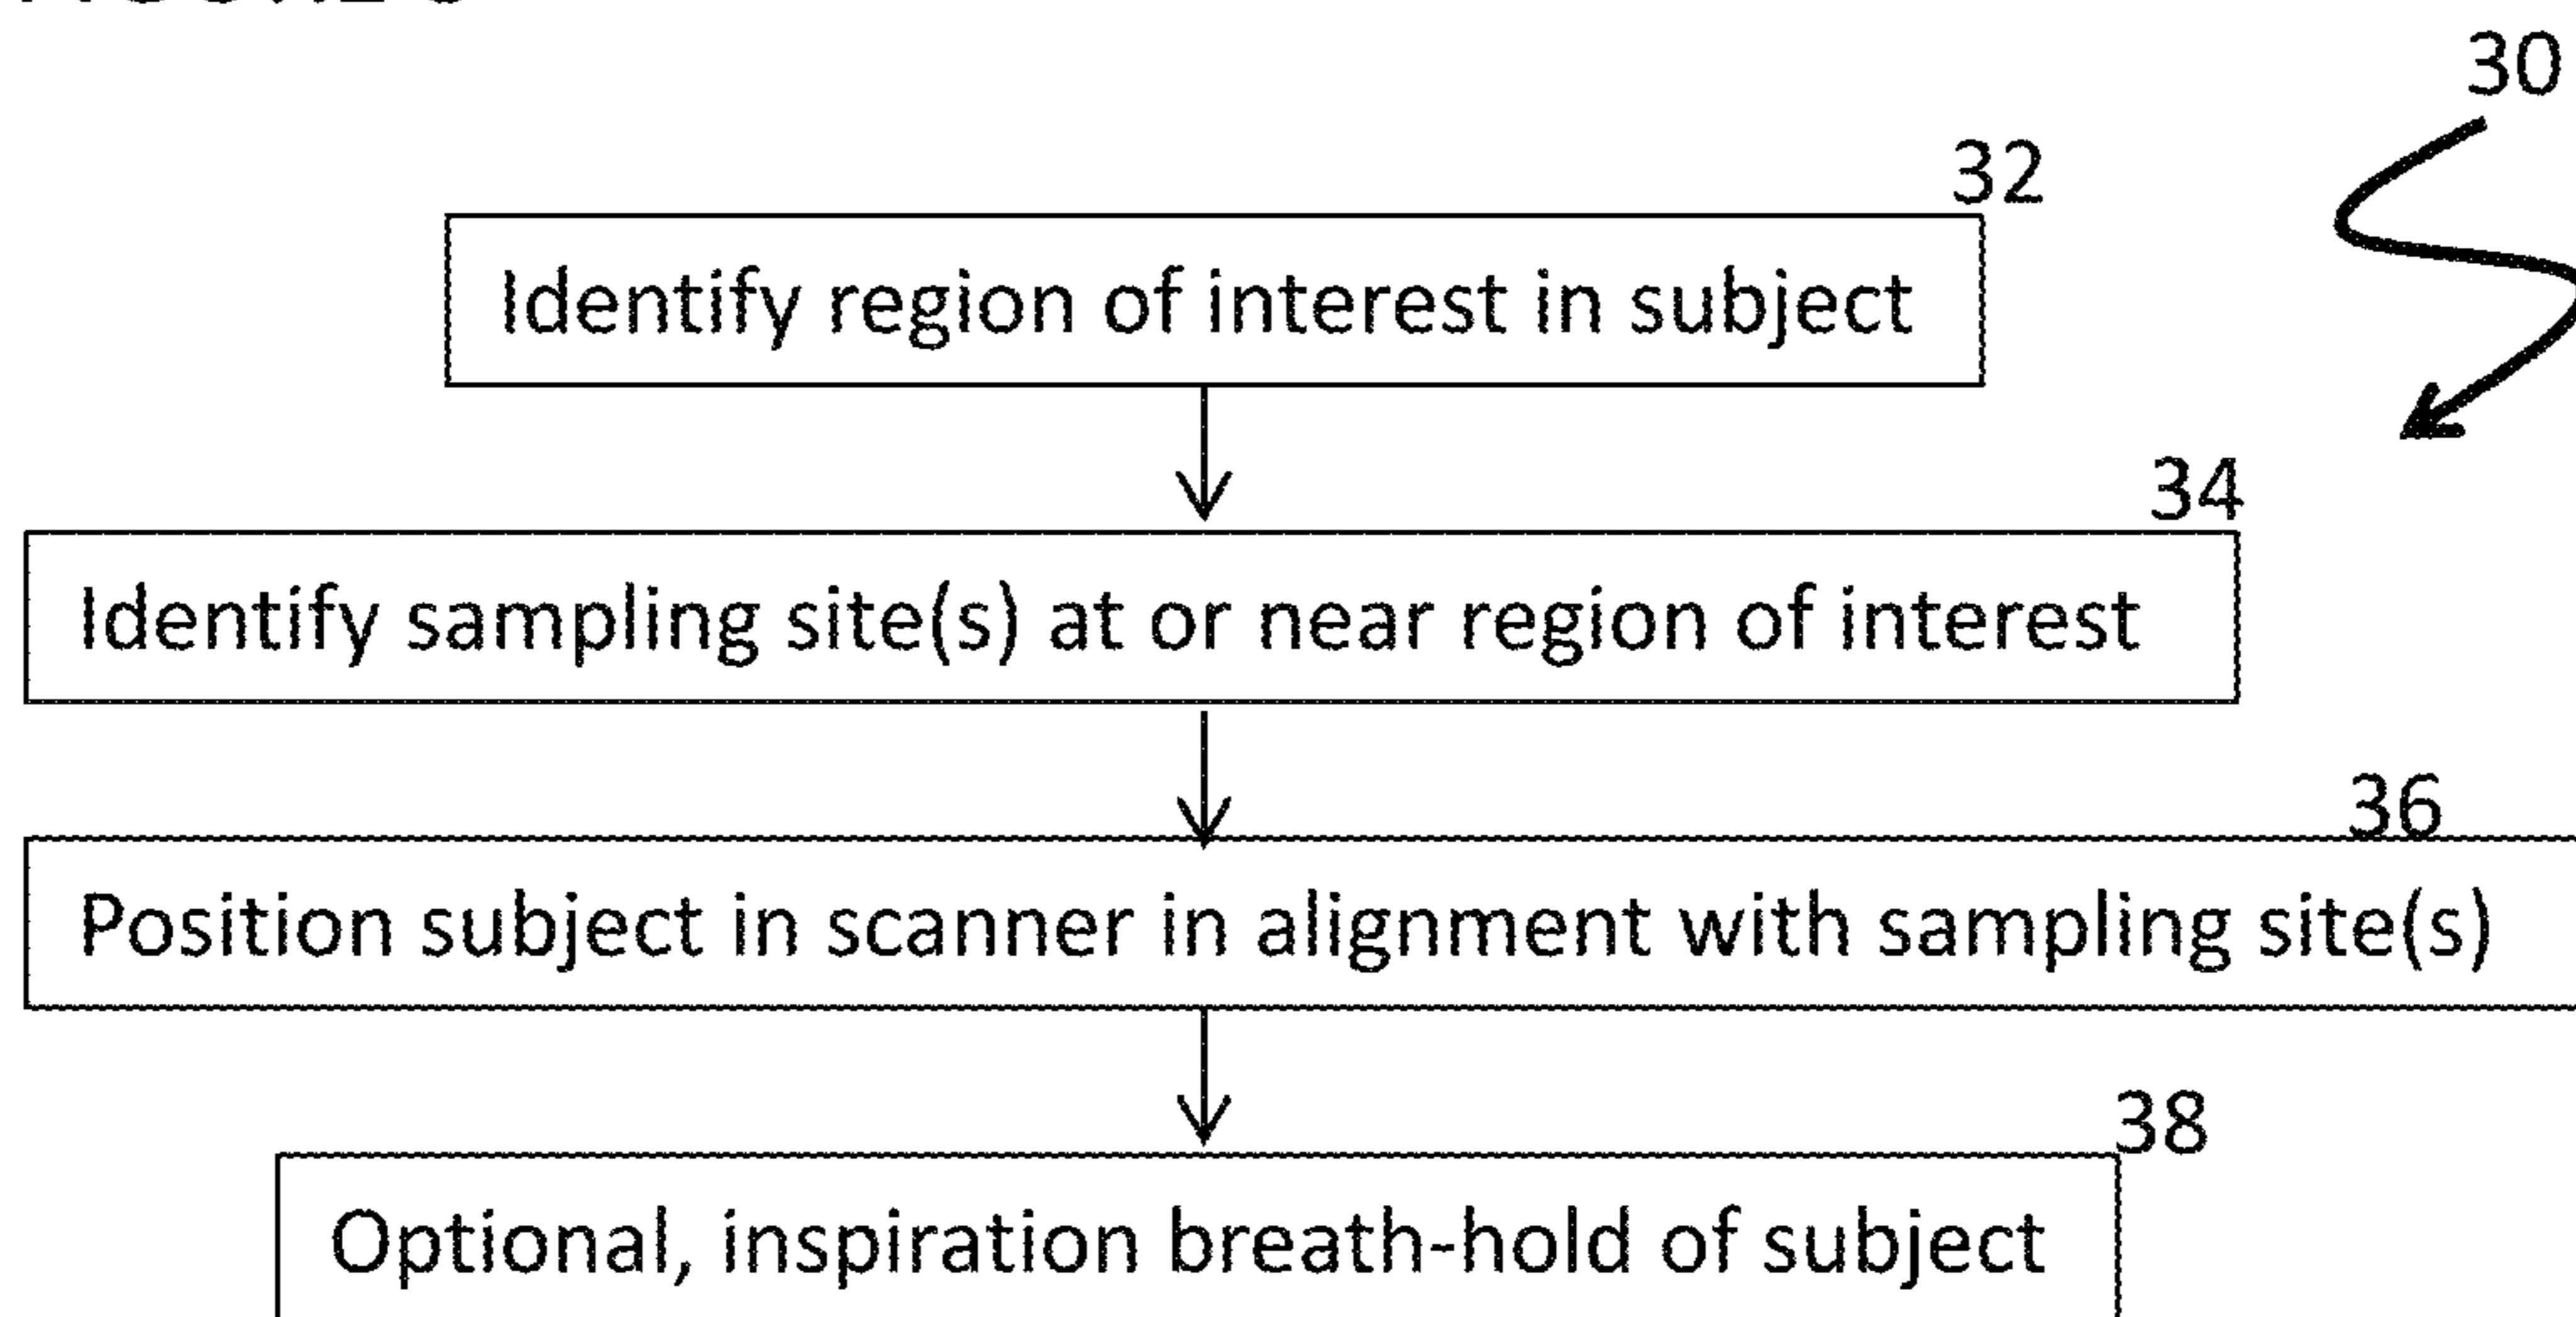 30
32
Identify region of interest in subject
34
Identify sampling site(s) at or near region of interest
36
Position subject in scanner in alignment with sampling site(s)
38
Optional, inspiration breath-hold of subject